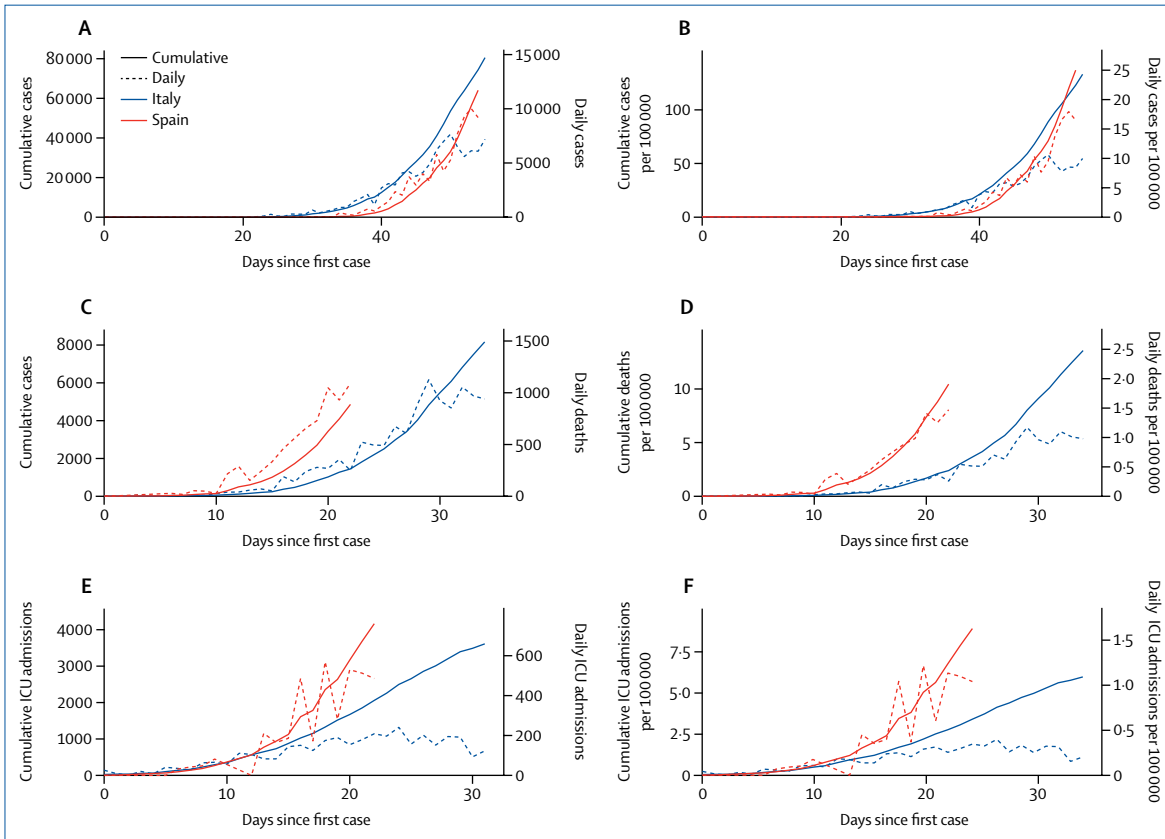 A
Cumulative cases
80 000
60 000
40 000
20 000
0
Cumulative
Daily
Italy
Spain
15 000
10 000
5000
0
Daily cases
0 20 40
Days since first case
B
Cumulative cases
per 100 000
100
50
0
25
20
15
10
5
0
Daily cases per 100 000
0 20 40
Days since first case
C
Cumulative cases
8000
6000
4000
2000
0
1500
1000
500
0
Daily deaths
0 10 20 30
Days since first case
D
Cumulative deaths
per 100 000
10
5
0
2·5
2·0
1·5
1·0
0·5
0
Daily deaths per 100 000
0 10 20 30
Days since first case
E
Cumulative ICU admissions
4000
3000
2000
1000
0
600
400
200
0
Daily ICU admissions
0 10 20 30
Days since first case
F
Cumulative ICU admissions
per 100 000
7·5
5·0
2·5
0
1·5
1·0
0·5
0
Daily ICU admissions per 100 000
0 10 20 30
Days since first case